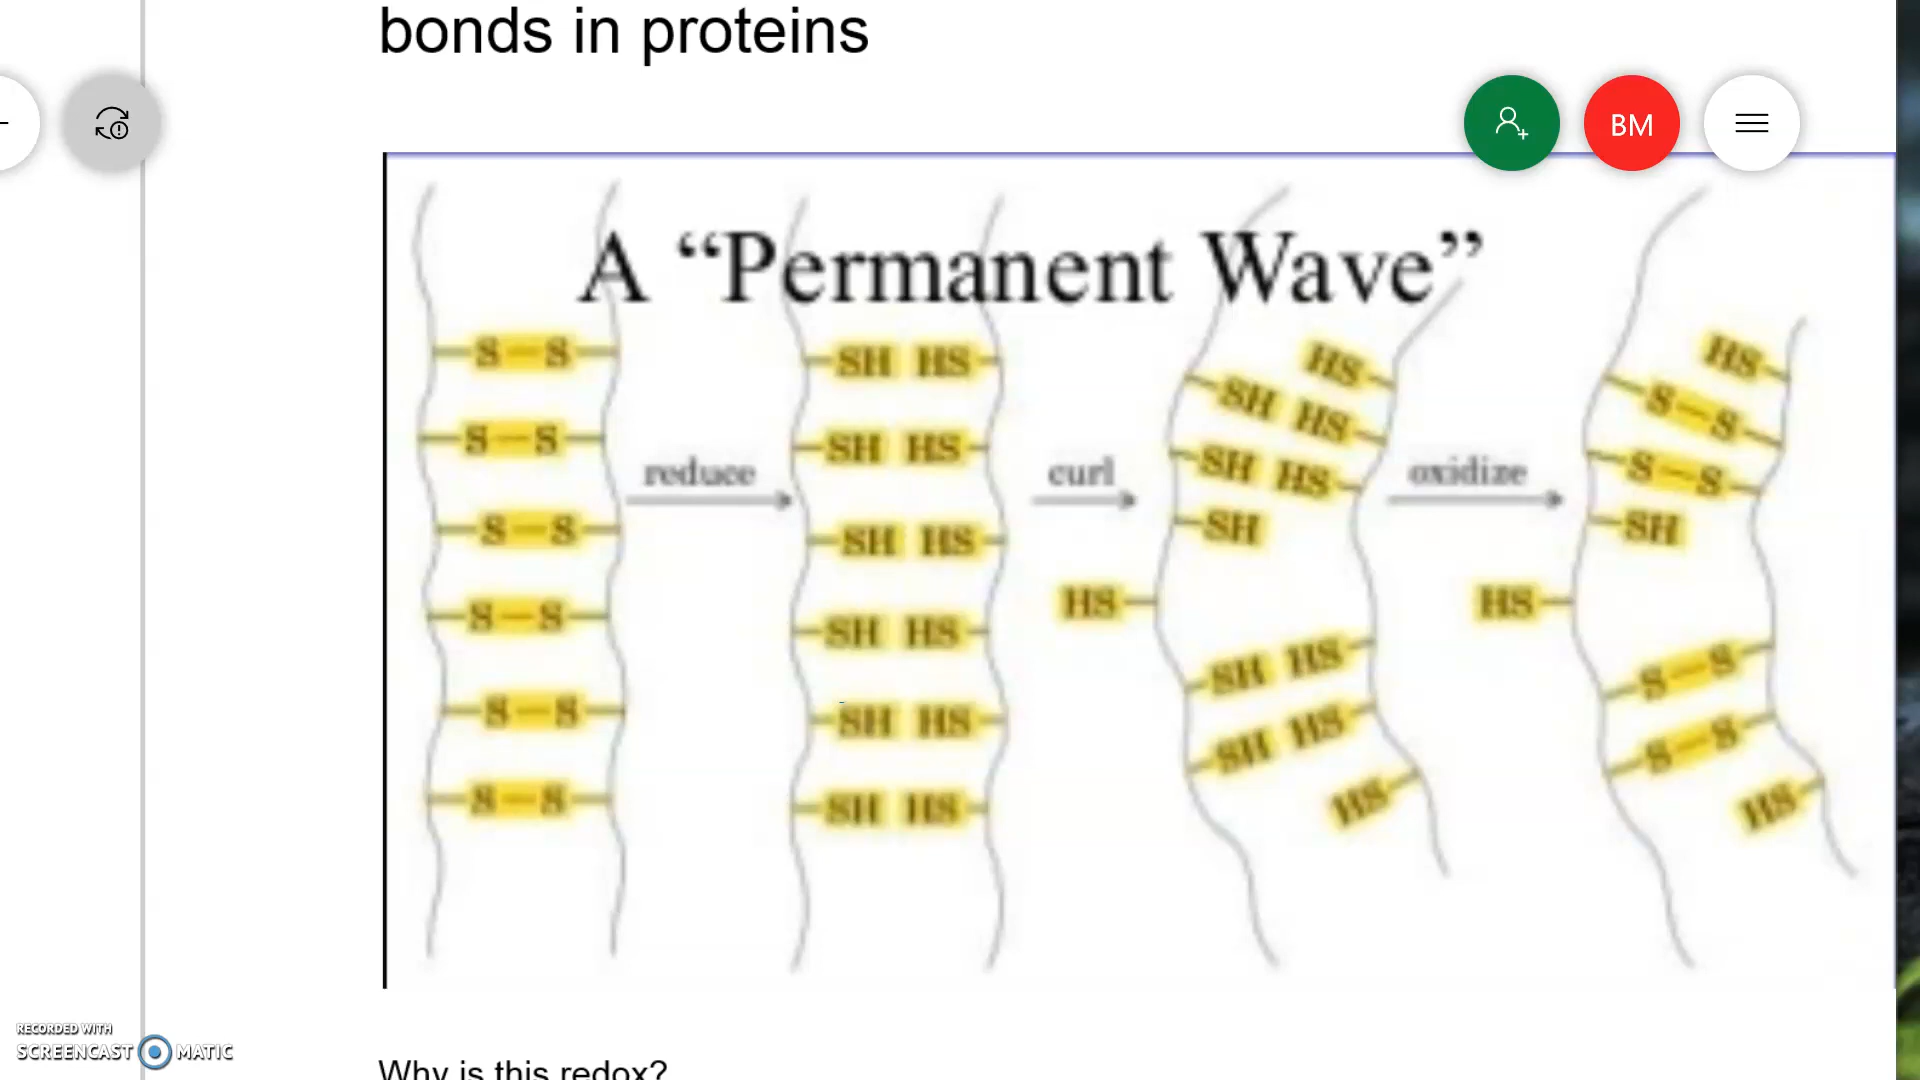 bonds in proteins
BM
A “Permanent Wave”
S—S
S—S
S—S
S—S
S—S
S—S
reduce
SH HS
SH HS
SH HS
SH HS
SH HS
SH HS
curl
HS
SH HS
SH HS
SH
HS
SH HS
SH HS
HS
oxidize
HS
S—S
S—S
SH
HS
S—S
S—S
HS
RECORDED WITH
SCREENCAST MATIC
Why is this redox?